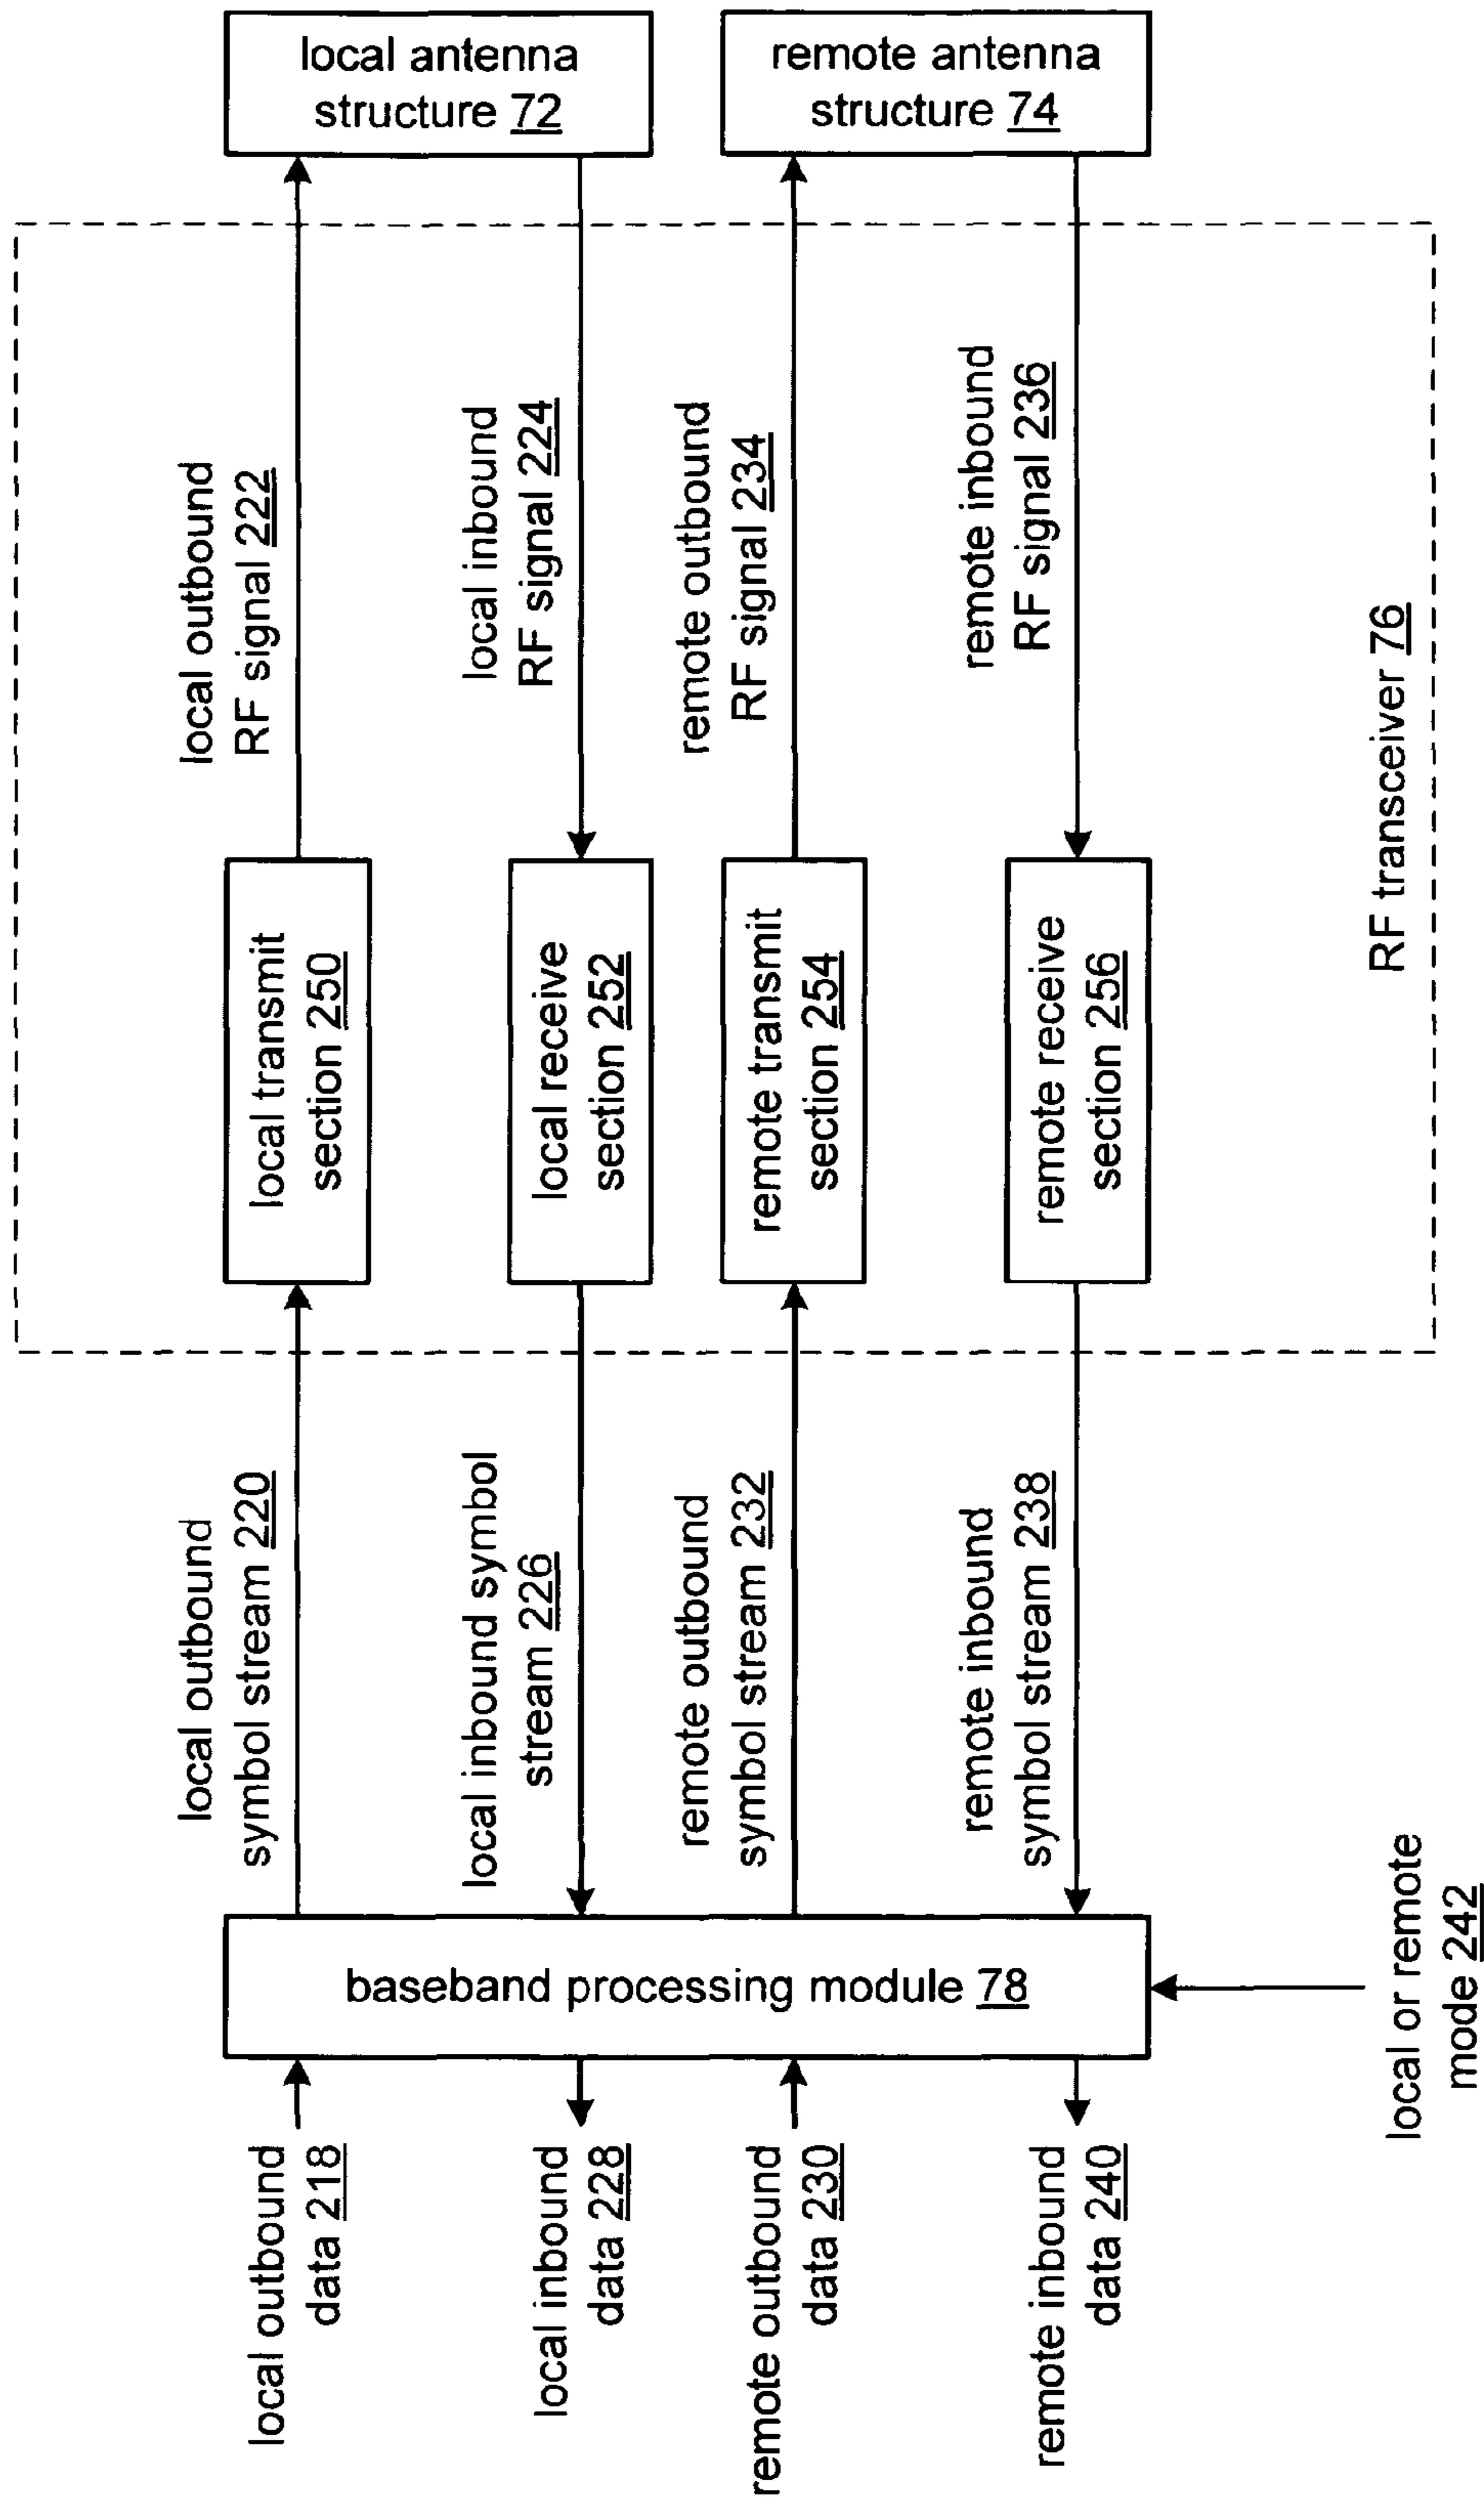 local antenna
structure 72
remote antenna
structure 74
local outbound
RF signal 222
local inbound
RF signal 224
remote outbound
RF signal 234
remote inbound
RF signal 236
RF transceiver 76
local transmit
section 250
local receive
section 252
remote transmit
section 254
remote receive
section 256
local outbound
symbol stream 220
local inbound symbol
stream 226
remote outbound
symbol stream 232
remote inbound
symbol stream 238
baseband processing module 78
local or remote
mode 242
local outbound
data 218
local inbound
data 228
remote outbound
data 230
remote inbound
data 240